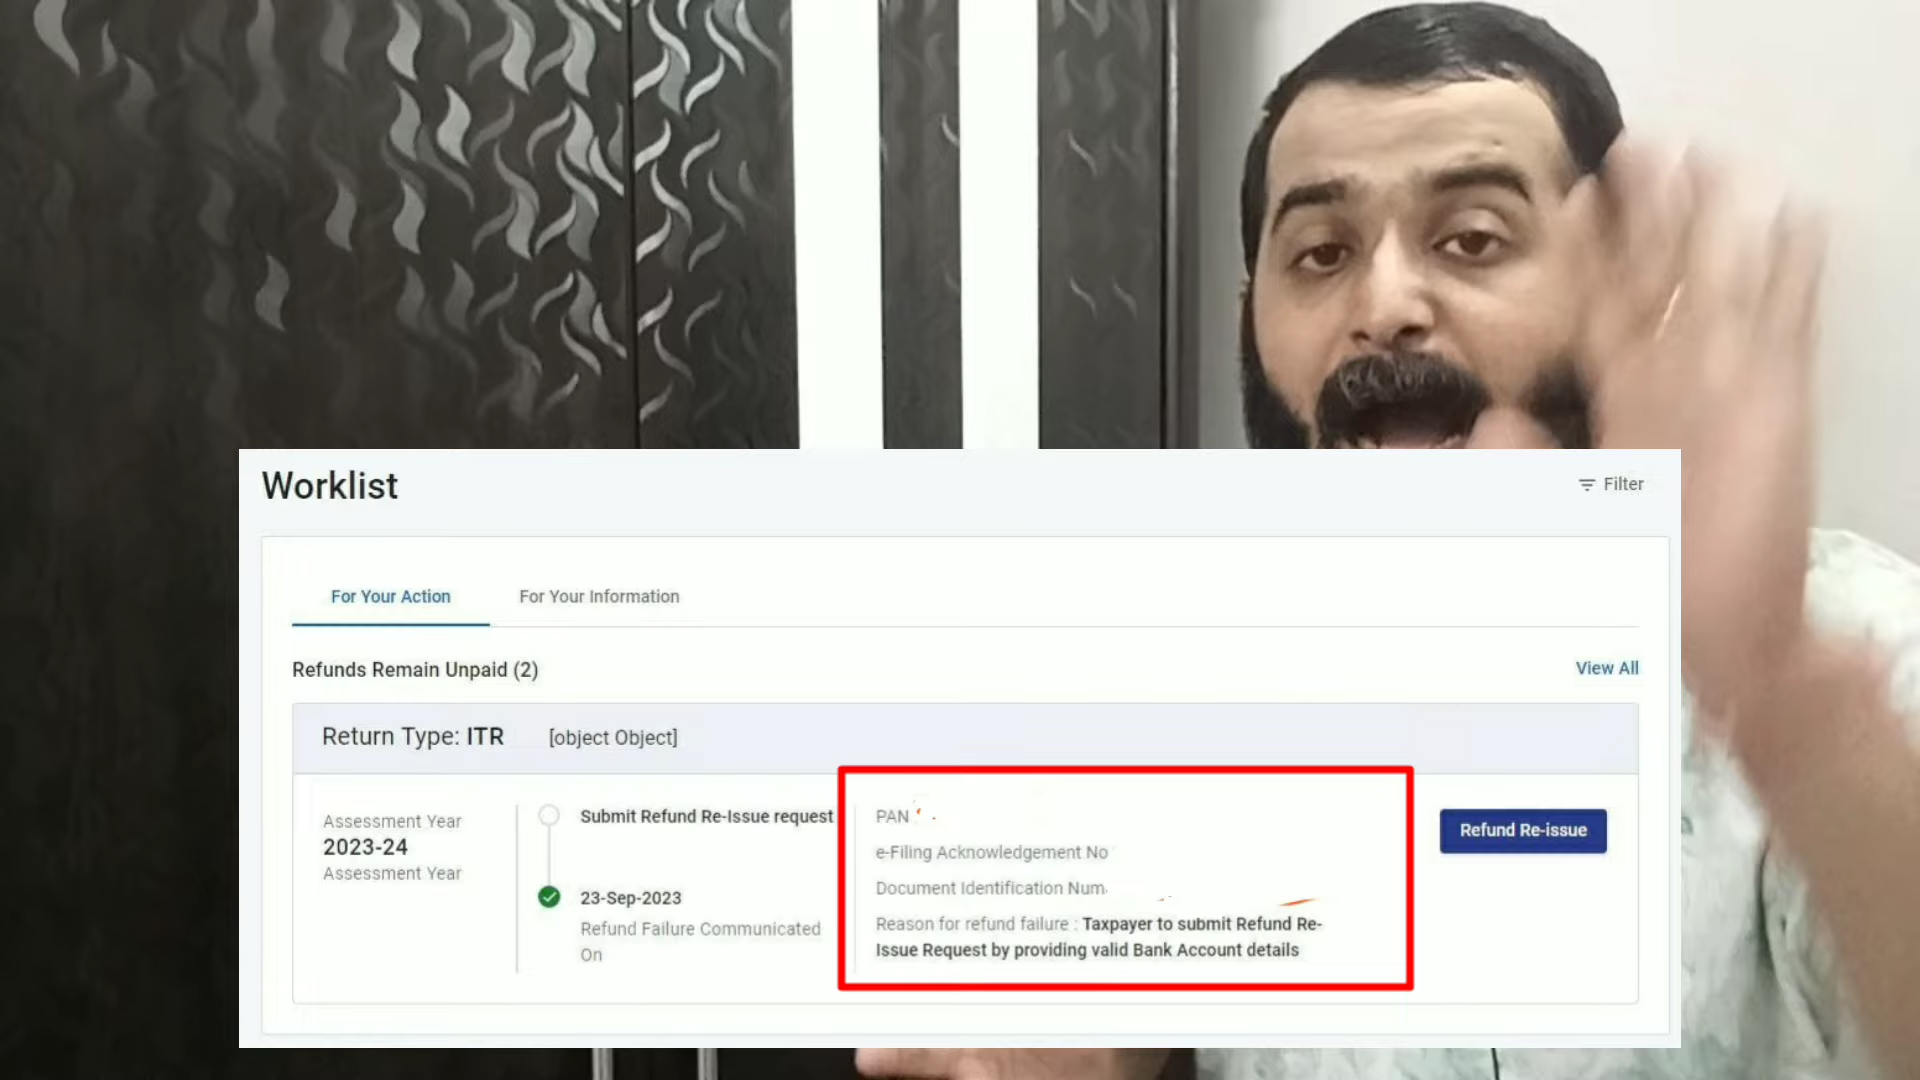 Worklist
Filter
For Your Action
For Your Information
Refunds Remain Unpaid (2)
View All
Return Type: ITR
[object Object]
Assessment Year
2023-24
Assessment Year
Submit Refund Re-Issue request
23-Sep-2023
Refund Failure Communicated
On
PAN
e-Filing Acknowledgement No
Document Identification Num
Reason for refund failure : Taxpayer to submit Refund Re-
Issue Request by providing valid Bank Account details
Refund Re-issue